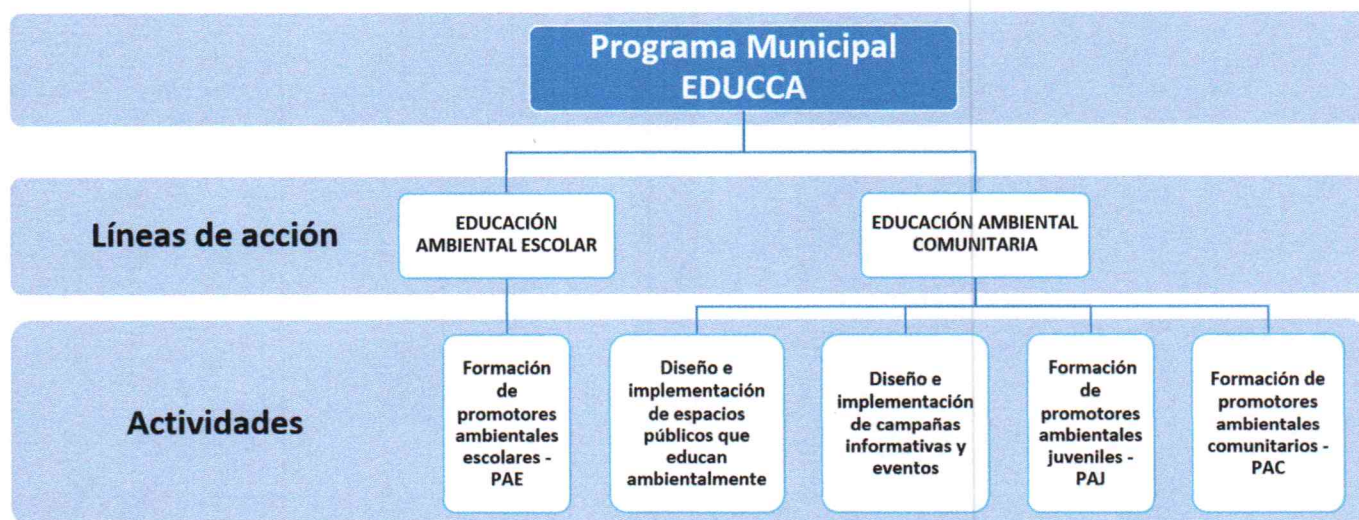 Programa Municipal
EDUCCA
Líneas de acción
EDUCACIÓN
AMBIENTAL ESCOLAR
EDUCACIÓN AMBIENTAL
COMUNITARIA
Actividades
Formación
de
promotores
ambientales
escolares -
PAE
Diseño e
implementación
de espacios
públicos que
educan
ambientalmente
Diseño e
implementación
de campañas
informativas y
eventos
Formación
de
promotores
ambientales
juveniles -
PAJ
Formación de
promotores
ambientales
comunitarios -
PAC